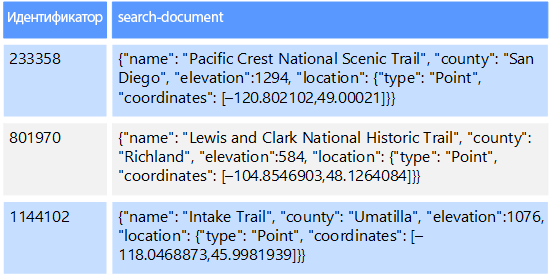 Идентификатор search-document
233358 {"name": "Pacific Crest National Scenic Trail", "county": "San
Diego", "elevation":1294, "location": {"type": "Point",
"coordinates": [−120.802102,49.00021]}}
801970 {"name": "Lewis and Clark National Historic Trail", "county":
"Richland", "elevation":584, "location": {"type": "Point",
"coordinates": [−104.8546903,48.1264084]}}
1144102 {"name": "Intake Trail", "county": "Umatilla", "elevation":1076,
"location": {"type": "Point", "coordinates": [−
118.0468873,45.9981939]}}